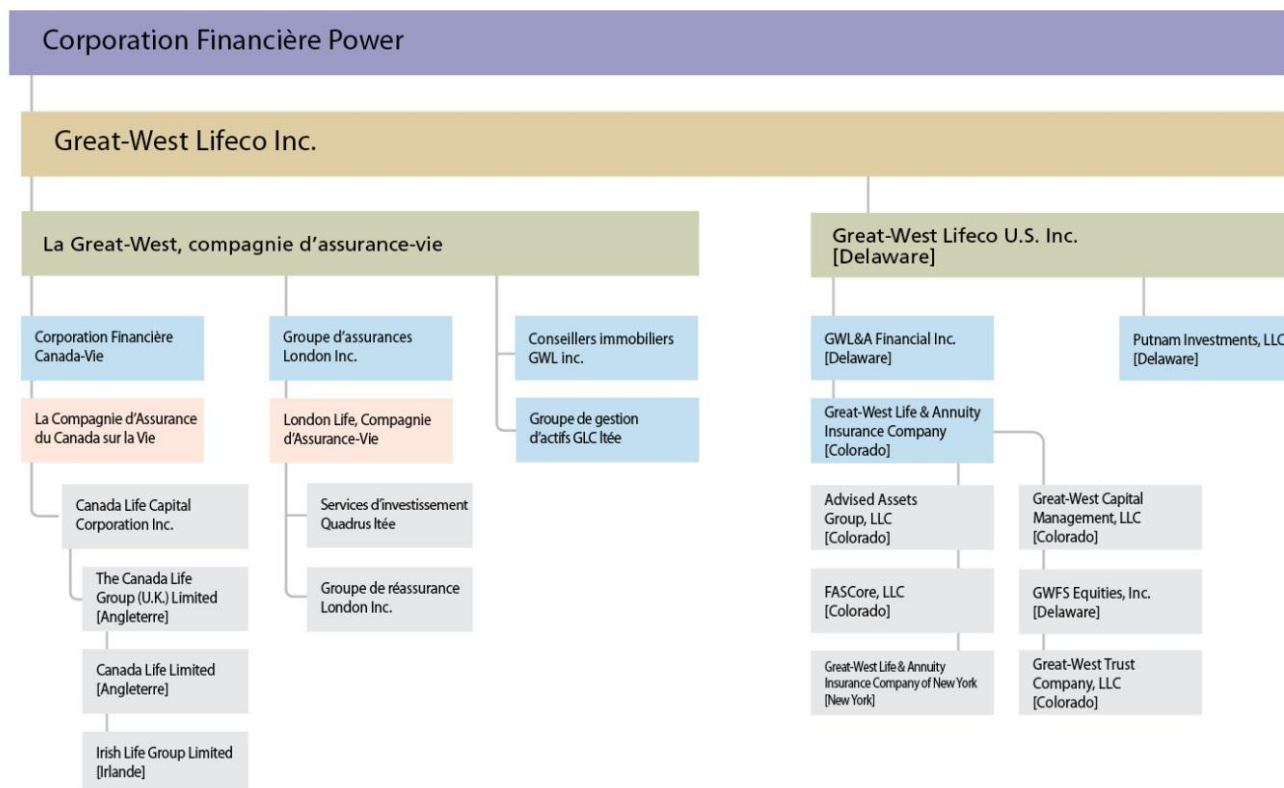 Corporation Financière Power
Great-West Lifeco Inc.
La Great-West, compagnie d'assurance-vie
Great-West Lifeco U.S. Inc.
[Delaware]
Corporation Financière
Canada-Vie
Groupe d'assurances
London Inc.
Conseillers immobiliers
GWL inc.
GWL&A Financial Inc.
[Delaware]
Putnam Investments, LLC
[Delaware]
La Compagnie d'Assurance
du Canada sur la Vie
London Life, Compagnie
d'Assurance-Vie
Groupe de gestion
d'actifs GLC ltée
Great-West Life & Annuity
Insurance Company
[Colorado]
Canada Life Capital
Corporation Inc.
Services d'investissement
Quadrus ltée
Advised Assets
Group, LLC
[Colorado]
Great-West Capital
Management, LLC
[Colorado]
The Canada Life
Group (U.K.) Limited
[Angleterre]
Groupe de réassurance
London Inc.
FASCore, LLC
[Colorado]
GWFS Equities, Inc.
[Delaware]
Canada Life Limited
[Angleterre]
Great-West Life & Annuity
Insurance Company of New York
[New York]
Great-West Trust
Company, LLC
[Colorado]
Irish Life Group Limited
[Irlande]